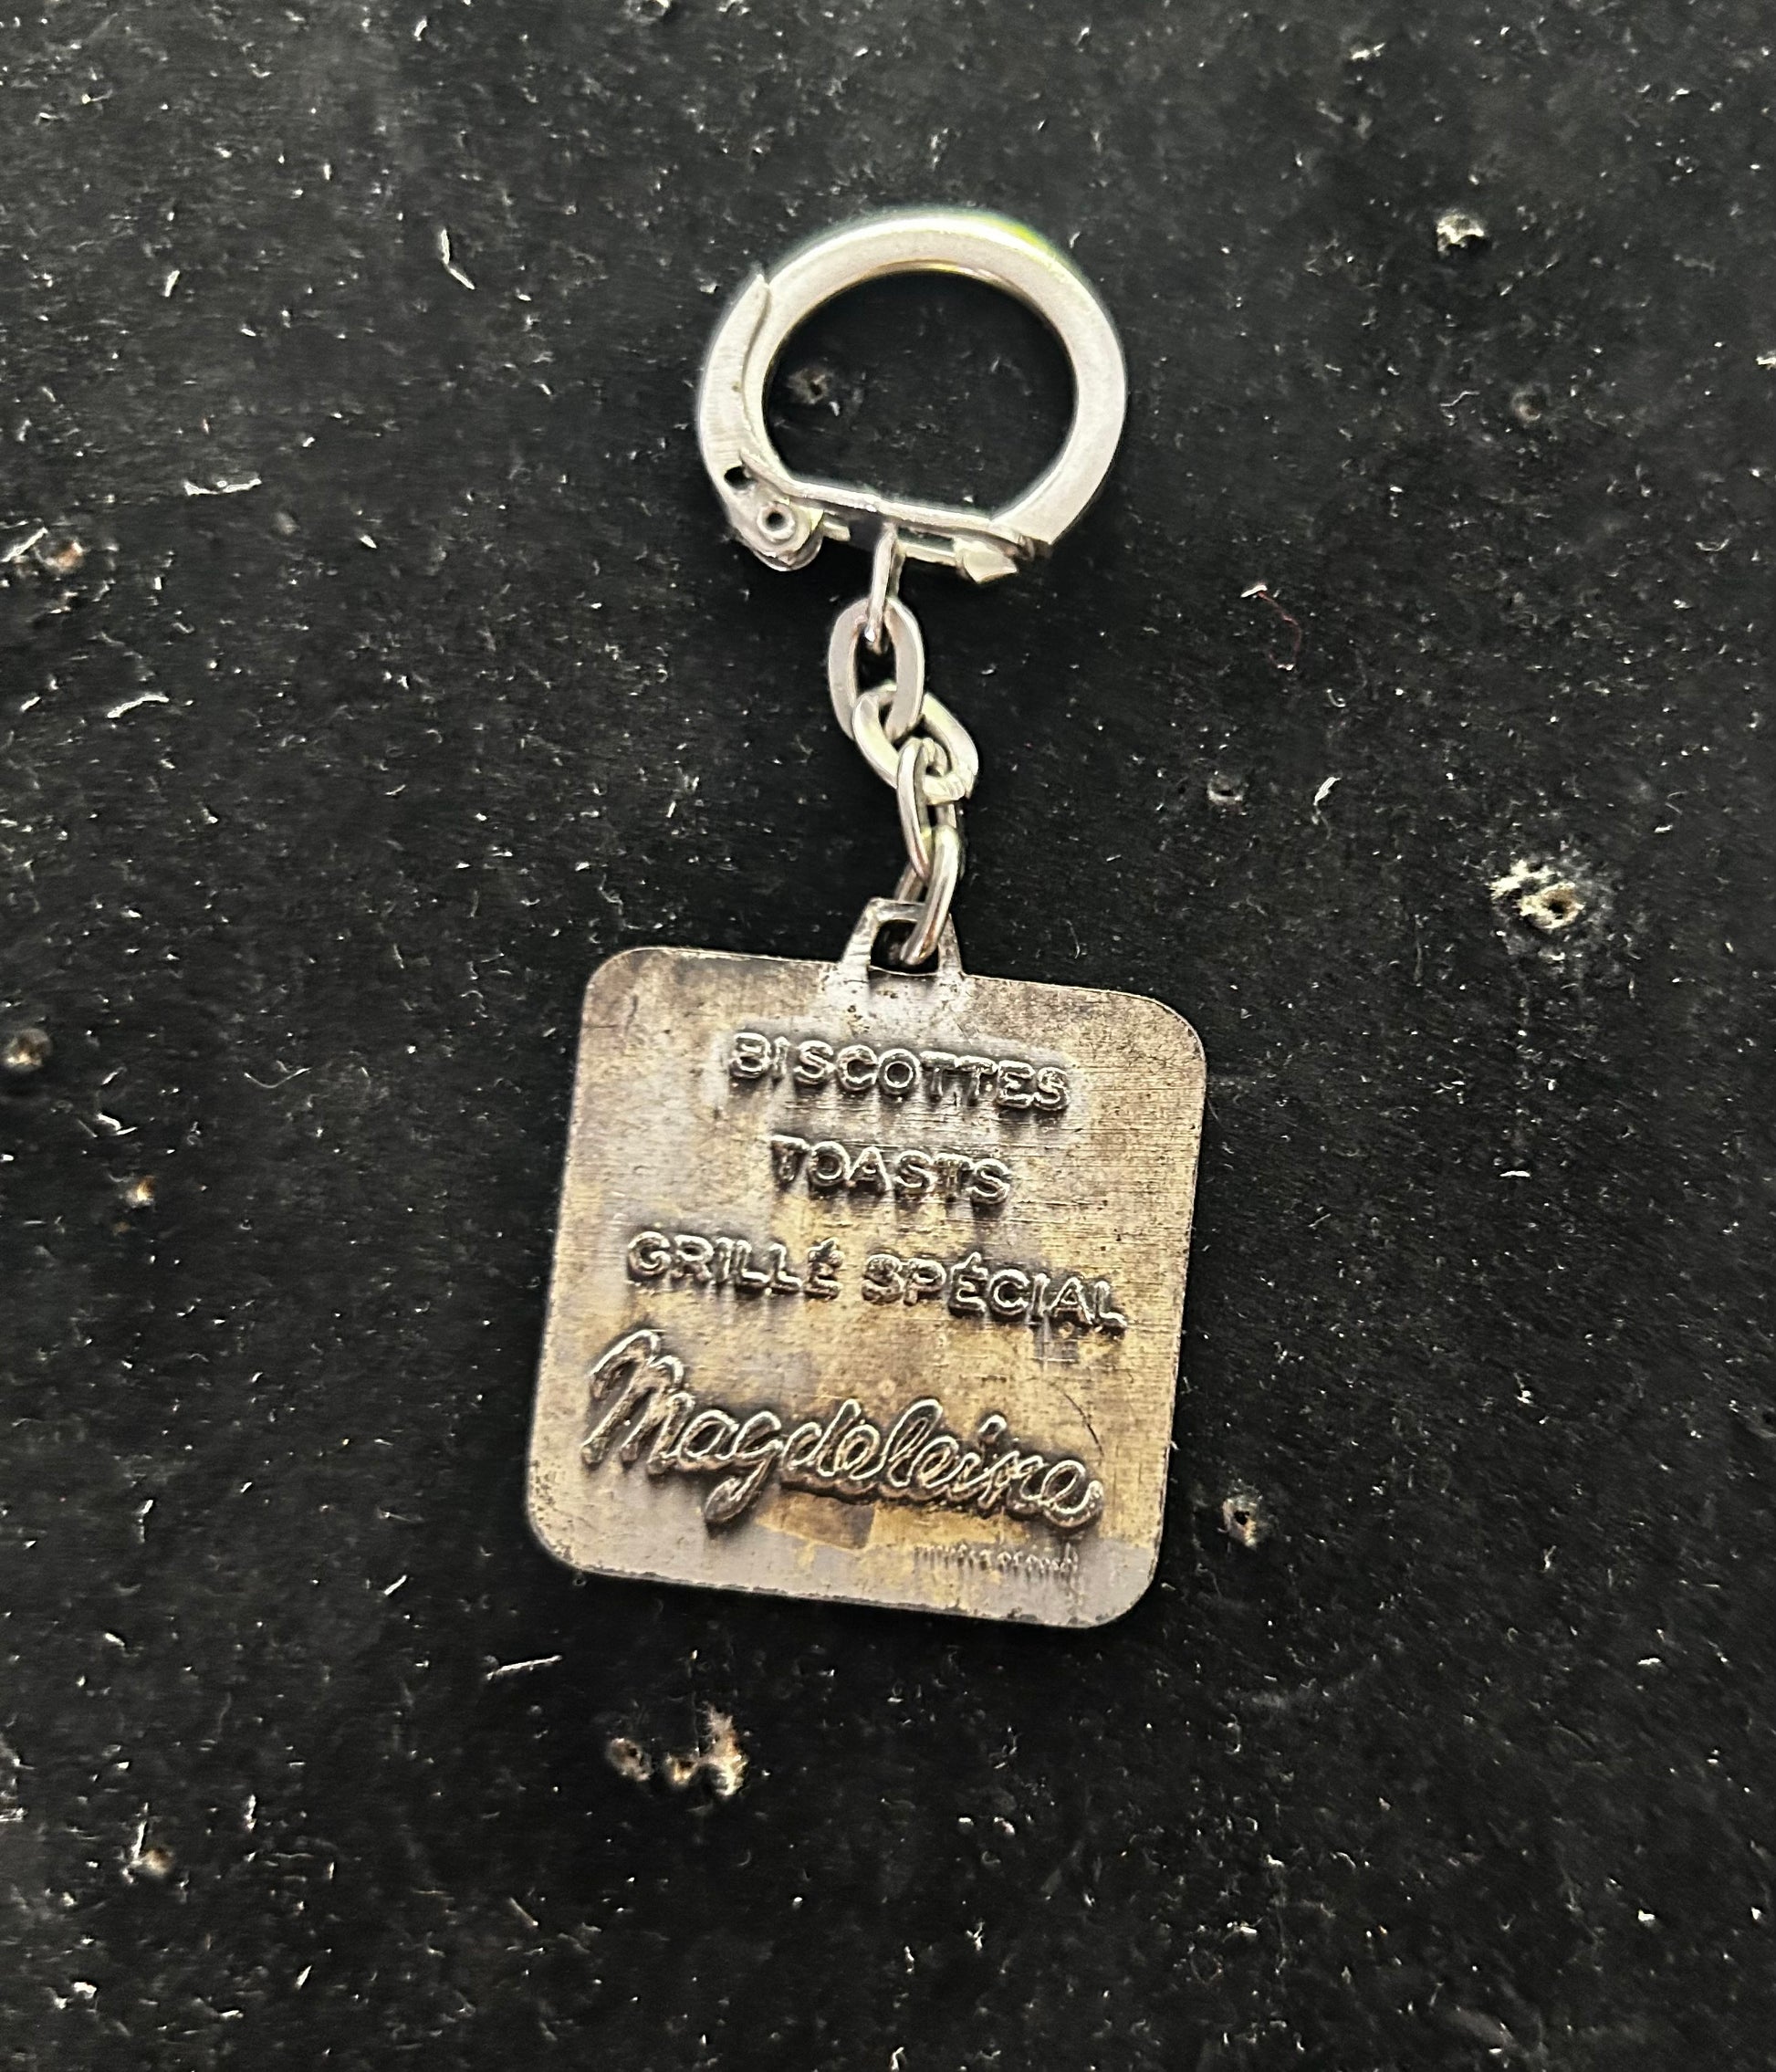 BISCOTTES
TOASTS
GRILLÉ SPÉCIAL
Magdeleine